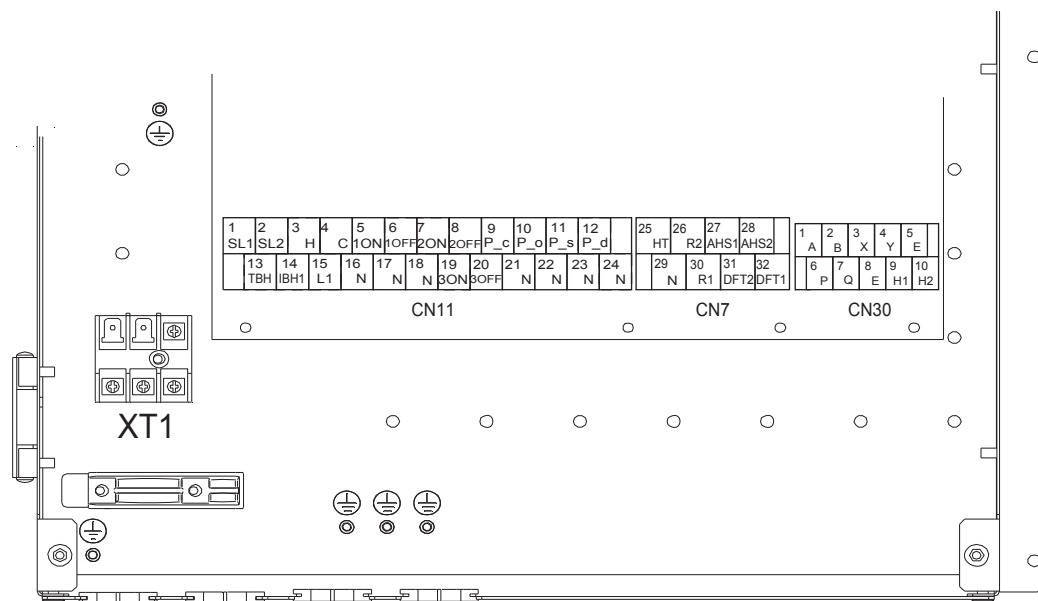 1 2 3 4 5 6 7 8 9 10 11 12
SL1 SL2 H C 1ON 1OFF 2ON 2OFF P_c P_o P_s P_d
13 14 15 16 17 18 19 20 21 22 23 24
TBH IBH1 L1 N N N 3ON 3OFF N N N N
CN11
25 26 27 28
HT R2 AHS1 AHS2
29 30 31 32
N R1 DFT2 DFT1
CN7
1 2 3 4 5
A B X Y E
6 7 8 9 10
P Q E H1 H2
CN30
XT1